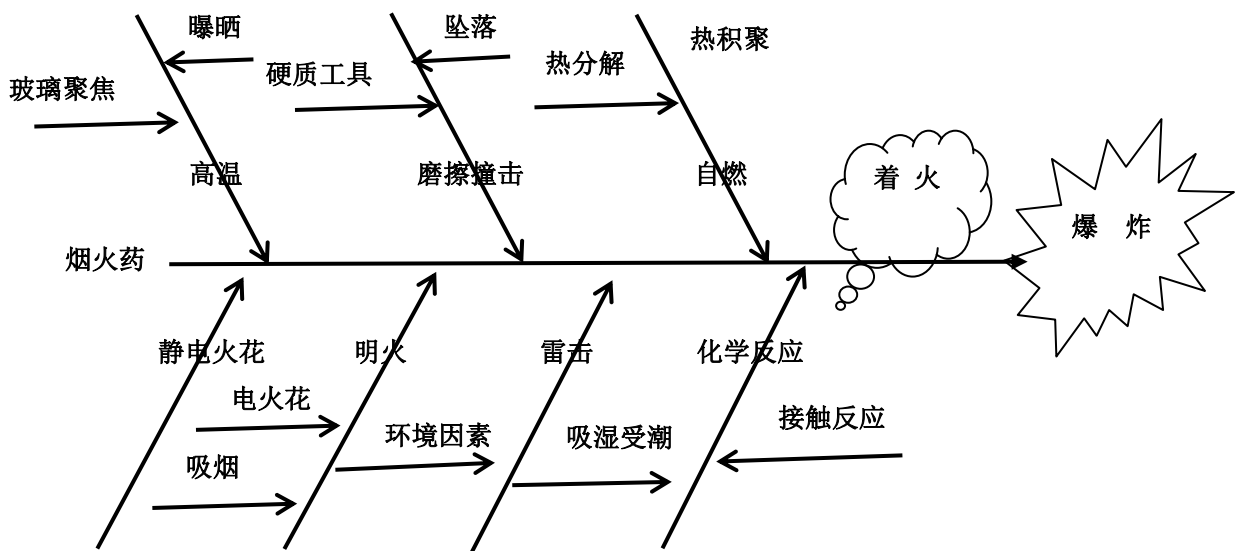 曝晒
坠落
热积聚
热分解
硬质工具
玻璃聚焦
高温
磨擦撞击
自燃
着 火
爆 炸
烟火药
静电火花
明火
雷击
化学反应
电火花
接触反应
环境因素
吸湿受潮
吸烟